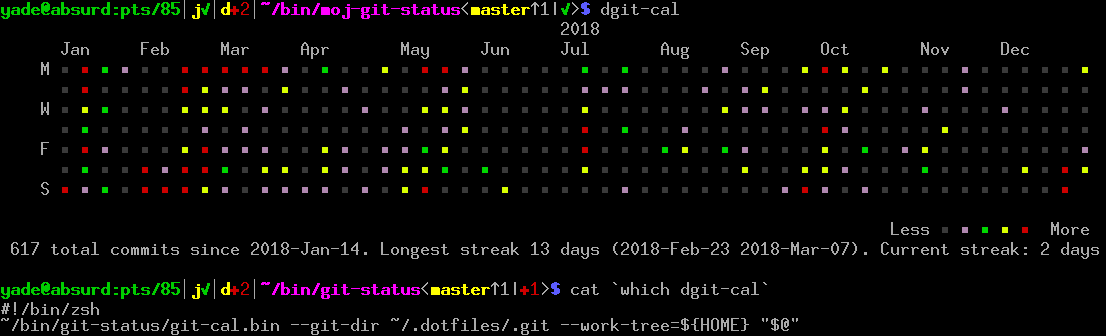 yade@absurd:pts/85|j√|d+2|~/bin/moj-git-status<master↑1|√>$ dgit-cal
2018
Jan Feb Mar Apr May Jun Jul Aug Sep Oct Nov Dec
M
W
F
S
Less More
617 total commits since 2018-Jan-14. Longest streak 13 days (2018-Feb-23 2018-Mar-07). Current streak: 2 days
yade@absurd:pts/85|j√|d+2|~/bin/git-status<master↑1|+1>$ cat `which dgit-cal`
#!/bin/zsh
~/bin/git-status/git-cal.bin --git-dir ~/.dotfiles/.git --work-tree=${HOME} "$@"